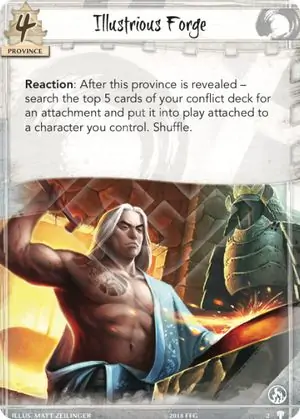 Illustrious Forge
4
PROVINCE
Reaction: After this province is revealed –
search the top 5 cards of your conflict deck for
an attachment and put it into play attached to
a character you control. Shuffle.
ILLUS. MATT ZEILINGER
©2018 FFG
2